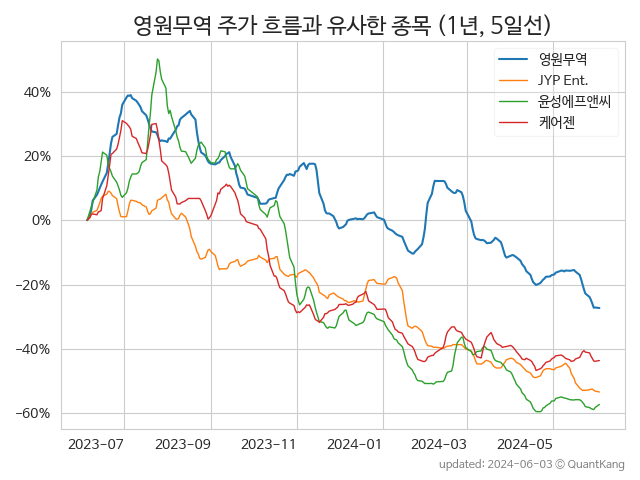 영원무역 주가 흐름과 유사한 종목 (1년, 5일선)
영원무역
JYP Ent.
윤성에프앤씨
케어젠
40%
20%
0%
−20%
−40%
−60%
2023-07
2023-09
2023-11
2024-01
2024-03
2024-05
updated: 2024-06-03 © QuantKang